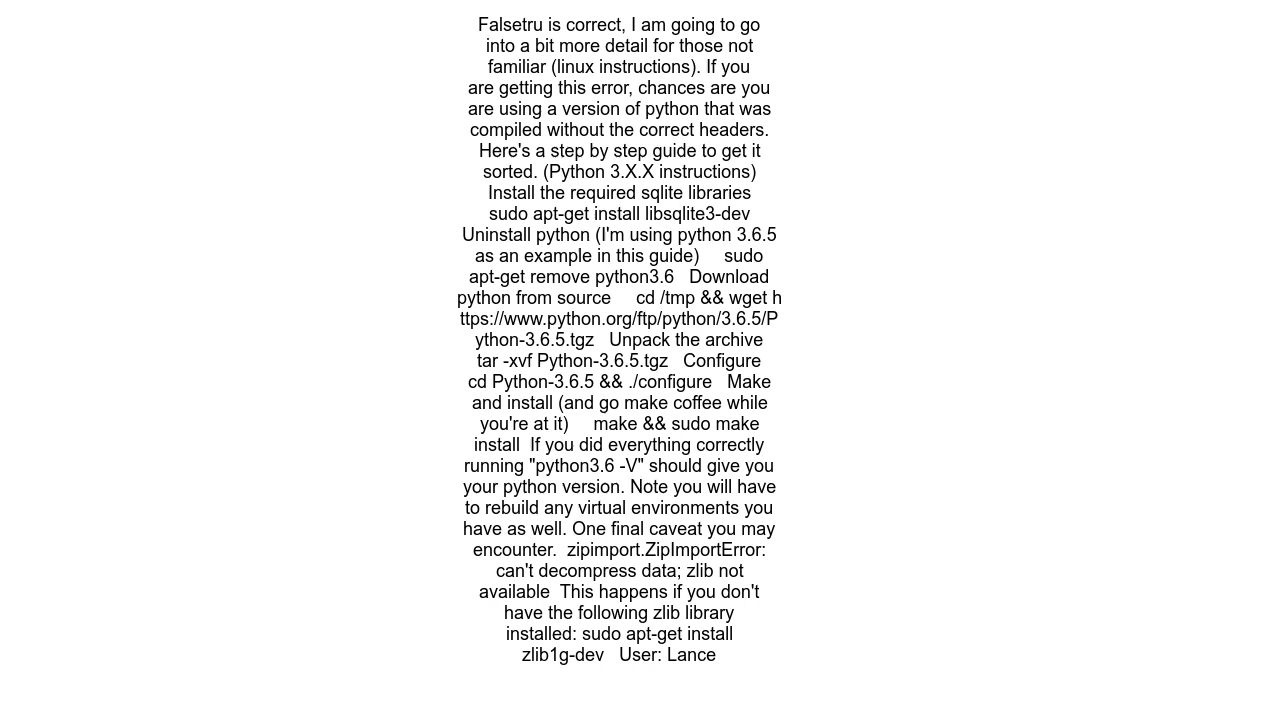 Falsetru is correct, I am going to go
into a bit more detail for those not
familiar (linux instructions). If you
are getting this error, chances are you
are using a version of python that was
compiled without the correct headers.
Here's a step by step guide to get it
sorted. (Python 3.X.X instructions)
Install the required sqlite libraries
sudo apt-get install libsqlite3-dev
Uninstall python (I'm using python 3.6.5
as an example in this guide)     sudo
apt-get remove python3.6   Download
python from source     cd /tmp && wget h
ttps://www.python.org/ftp/python/3.6.5/P
ython-3.6.5.tgz   Unpack the archive
tar -xvf Python-3.6.5.tgz   Configure
cd Python-3.6.5 && ./configure   Make
and install (and go make coffee while
you're at it)     make && sudo make
install  If you did everything correctly
running "python3.6 -V" should give you
your python version. Note you will have
to rebuild any virtual environments you
have as well. One final caveat you may
encounter.  zipimport.ZipImportError:
can't decompress data; zlib not
available  This happens if you don't
have the following zlib library
installed: sudo apt-get install
zlib1g-dev   User: Lance